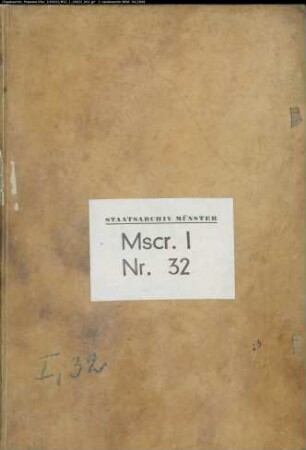 STAATSARCHIV MÜNSTER
Mscr. I
Nr. 32
I, 32